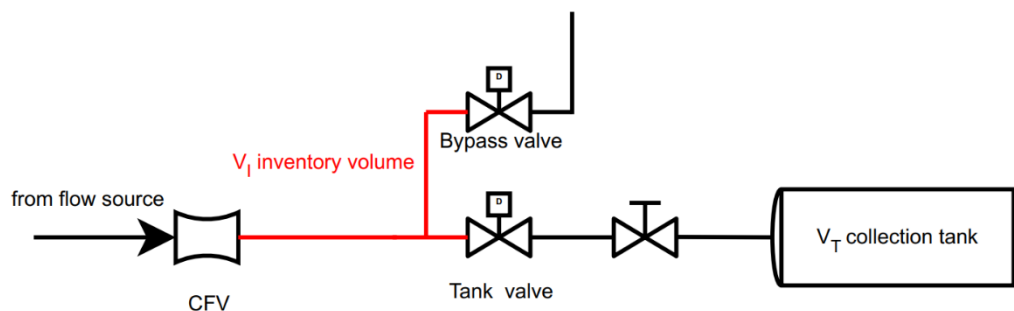 D
Bypass valve
V_I inventory volume
from flow source
D
V_T collection tank
CFV
Tank valve